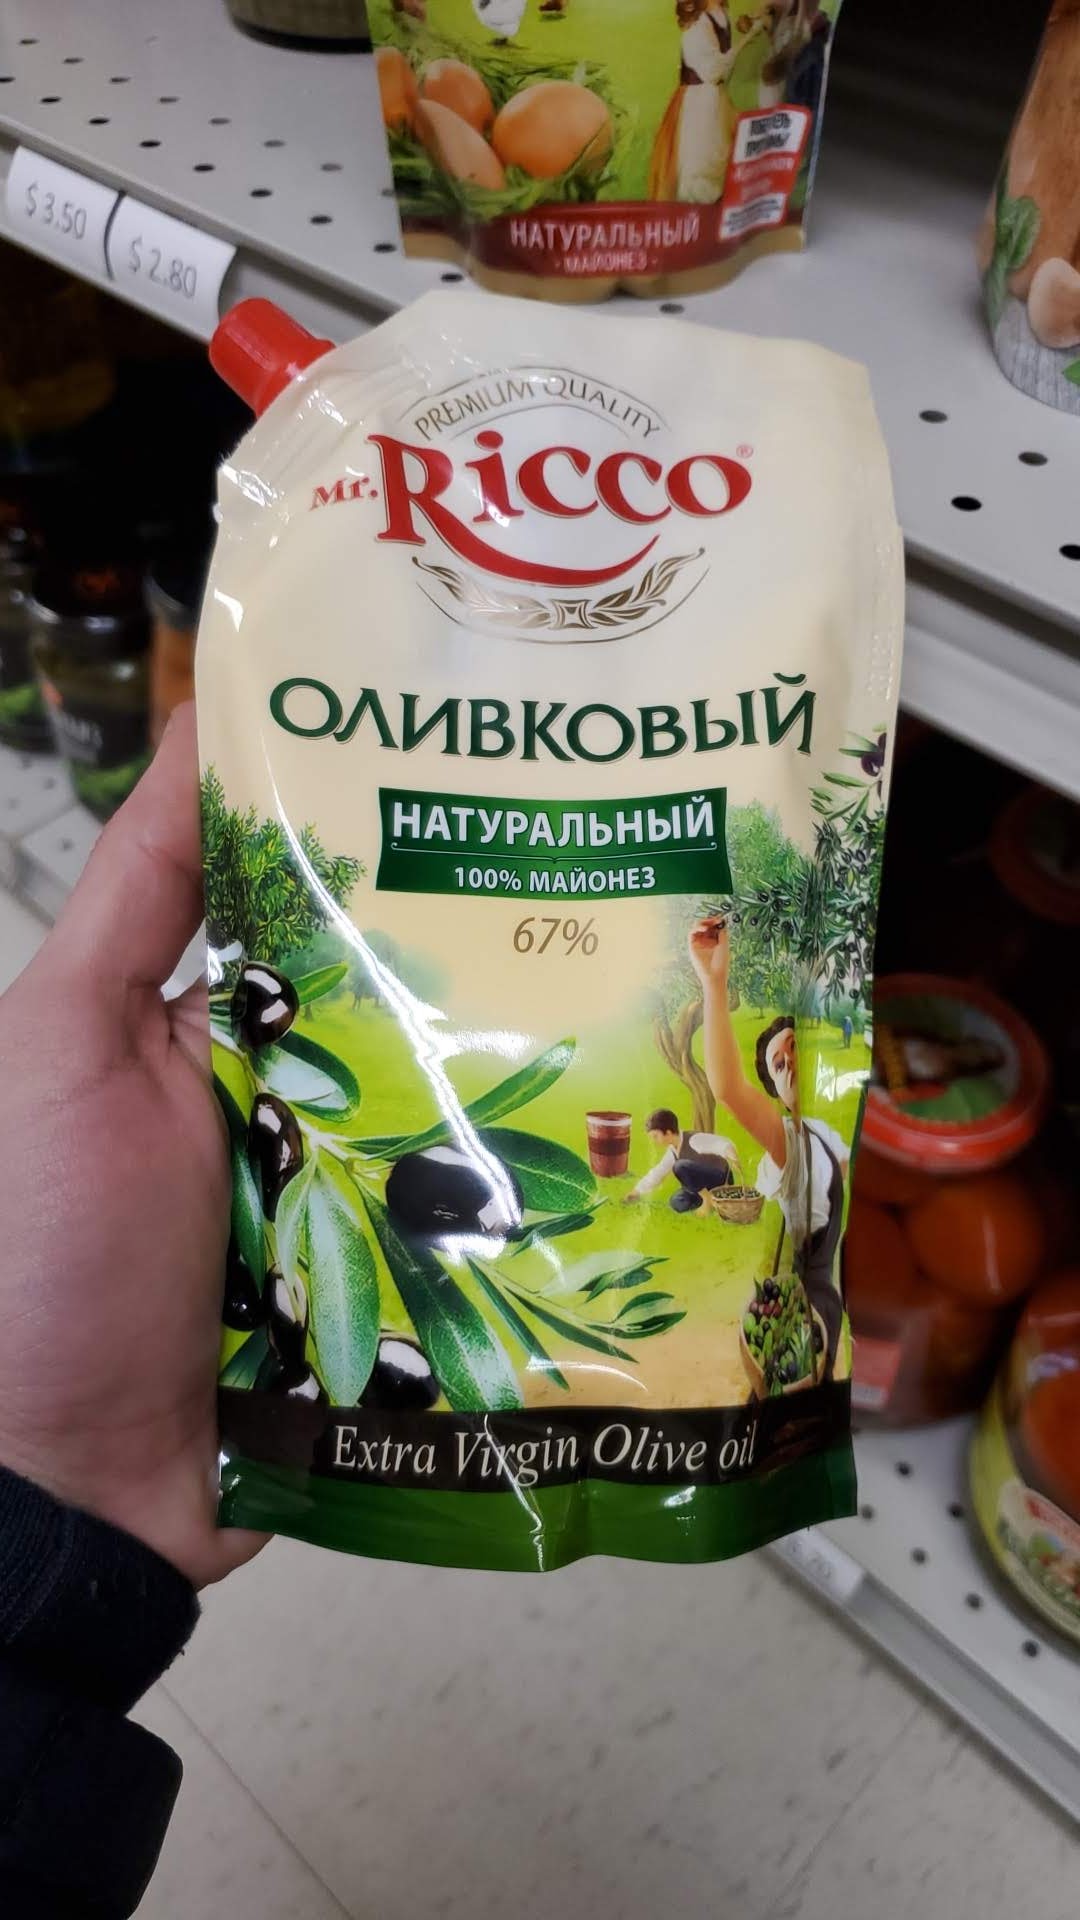 $3.50
$2.80
НАТУРАЛЬНЫЙ
- МАЙОНЕЗ -
PREMIUM QUALITY
Mr. Ricco®
ОЛИВКОВЫЙ
НАТУРАЛЬНЫЙ
100% МАЙОНЕЗ
67%
Extra Virgin Olive oil